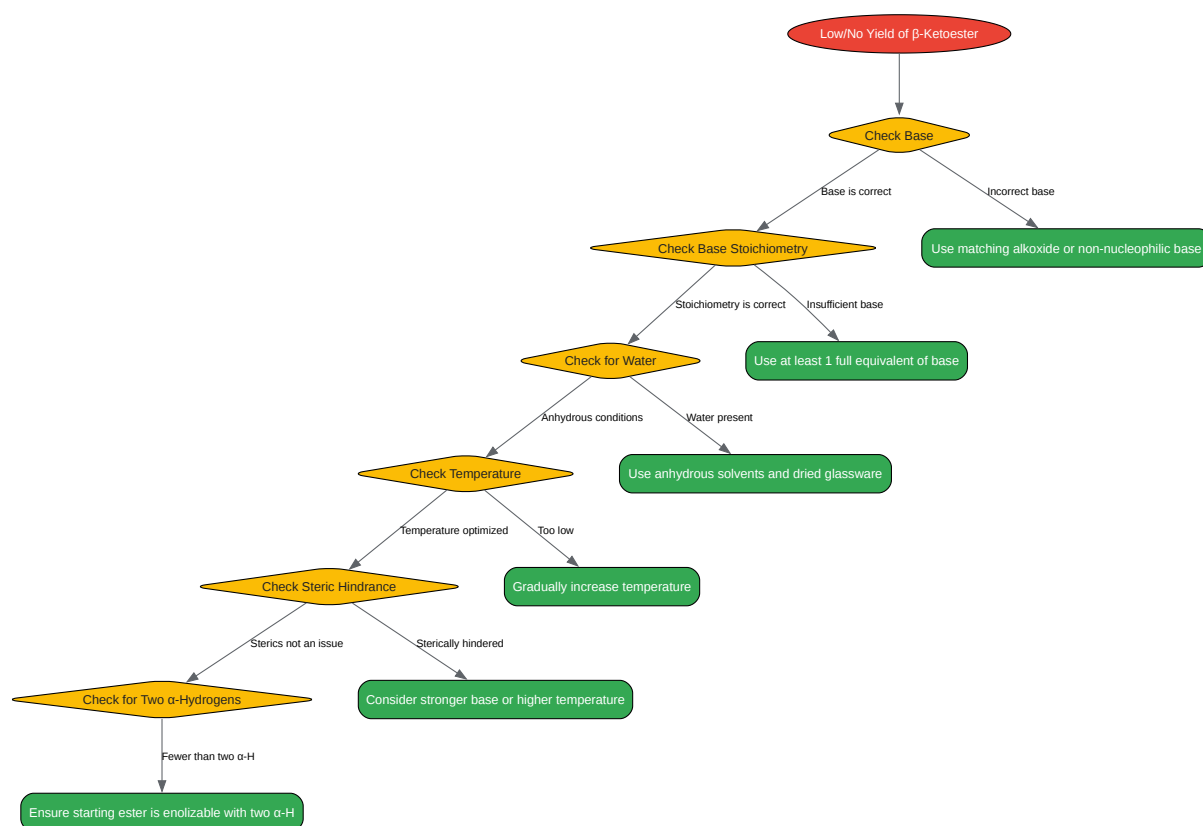 Low/No Yield of β-Ketoester
Check Base
Base is correct
Incorrect base
Check Base Stoichiometry
Use matching alkoxide or non-nucleophilic base
Stoichiometry is correct
Insufficient base
Check for Water
Use at least 1 full equivalent of base
Anhydrous conditions
Water present
Check Temperature
Use anhydrous solvents and dried glassware
Temperature optimized
Too low
Check Steric Hindrance
Gradually increase temperature
Sterics not an issue
Sterically hindered
Check for Two α-Hydrogens
Consider stronger base or higher temperature
Fewer than two α-H
Ensure starting ester is enolizable with two α-H